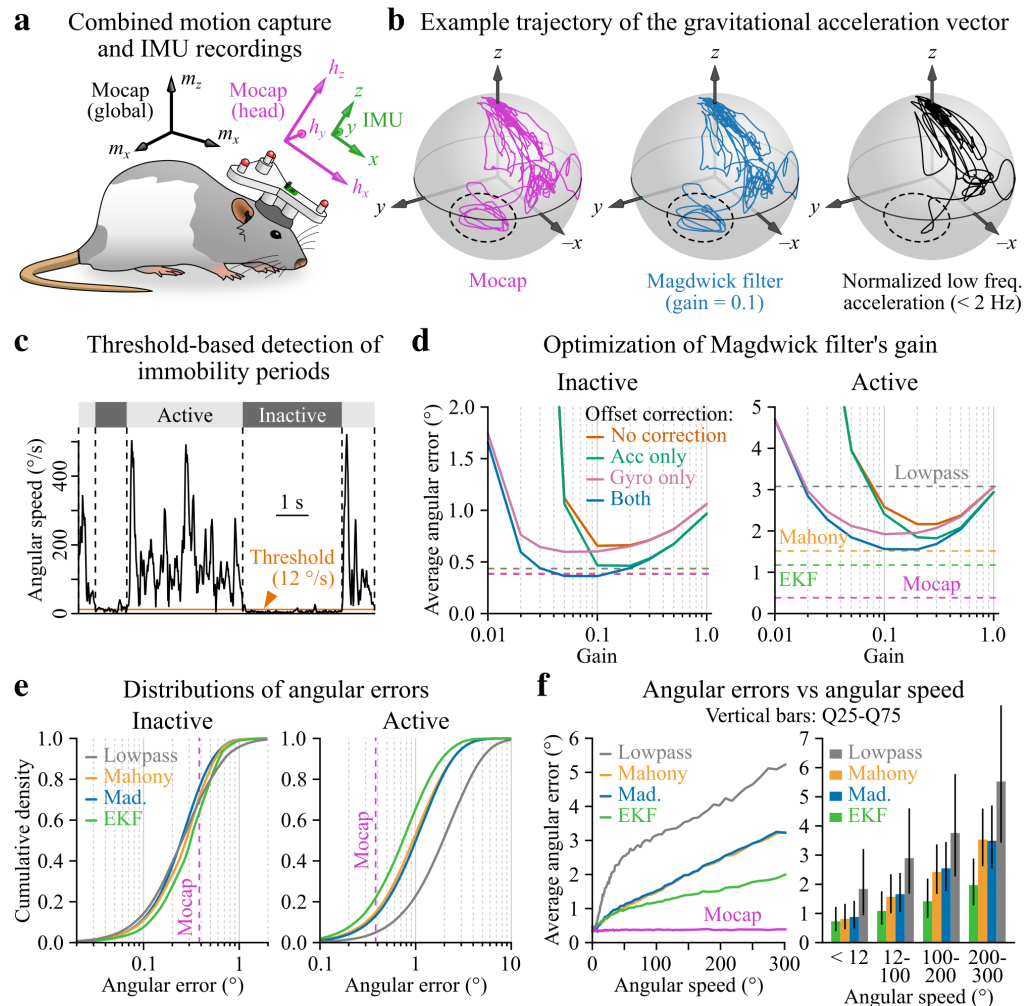 a Combined motion capture
and IMU recordings
Mocap
(global)
m_z
m_x
m_x
Mocap
(head)
h_z
h_y
h_x
z
IMU
y
x
b Example trajectory of the gravitational acceleration vector
z
y
–x
Mocap
z
y
–x
Magdwick filter
(gain = 0.1)
z
y
–x
Normalized low freq.
acceleration (< 2 Hz)
c Threshold-based detection of
immobility periods
Active
Inactive
Angular speed (°/s)
400
200
0
1 s
Threshold
(12 °/s)
d Optimization of Magdwick filter's gain
Inactive
Average angular error (°)
2.0
1.5
1.0
0.5
0.0
Offset correction:
No correction
Acc only
Gyro only
Both
0.01
0.1
1.0
Gain
Active
5
4
3
2
1
0
Lowpass
Mahony
EKF
Mocap
0.01
0.1
1.0
Gain
e Distributions of angular errors
Inactive
Cumulative density
1.0
0.8
0.6
0.4
0.2
0.0
Lowpass
Mahony
Mad.
EKF
Mocap
0.1
1
Angular error (°)
Active
1.0
0.8
0.6
0.4
0.2
0.0
Mocap
0.1
1
10
Angular error (°)
f Angular errors vs angular speed
Vertical bars: Q25-Q75
Average angular error (°)
6
5
4
3
2
1
0
Lowpass
Mahony
Mad.
EKF
Mocap
0
100
200
300
Angular speed (°)
7
6
5
4
3
2
1
0
Lowpass
Mahony
Mad.
EKF
< 12
12-
100
100-
200
200-
300
Angular speed (°)